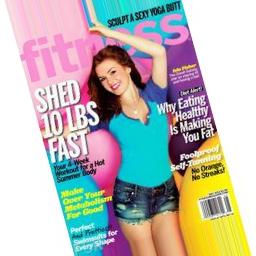 SCULPT A SEXY YOGA BUTT
fitness
Isla Fisher
SHED
10 LBS
FAST
Your 4-Week
Workout for a Hot
Summer Body
Diet Alert!
Why Eating
Healthy
Is Making
You Fat
Make
Over Your
Metabolism
For Good
Foolproof
Self-Tanning
No Orange,
No Streaks!
Perfect
And Pretty!
Swimsuits for
Every Shape